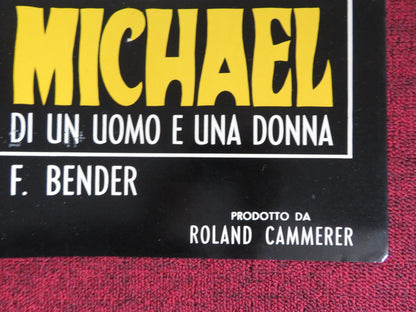 MICHAEL
DI UN UOMO E UNA DONNA
F. BENDER
PRODOTTO DA
ROLAND CAMMERER